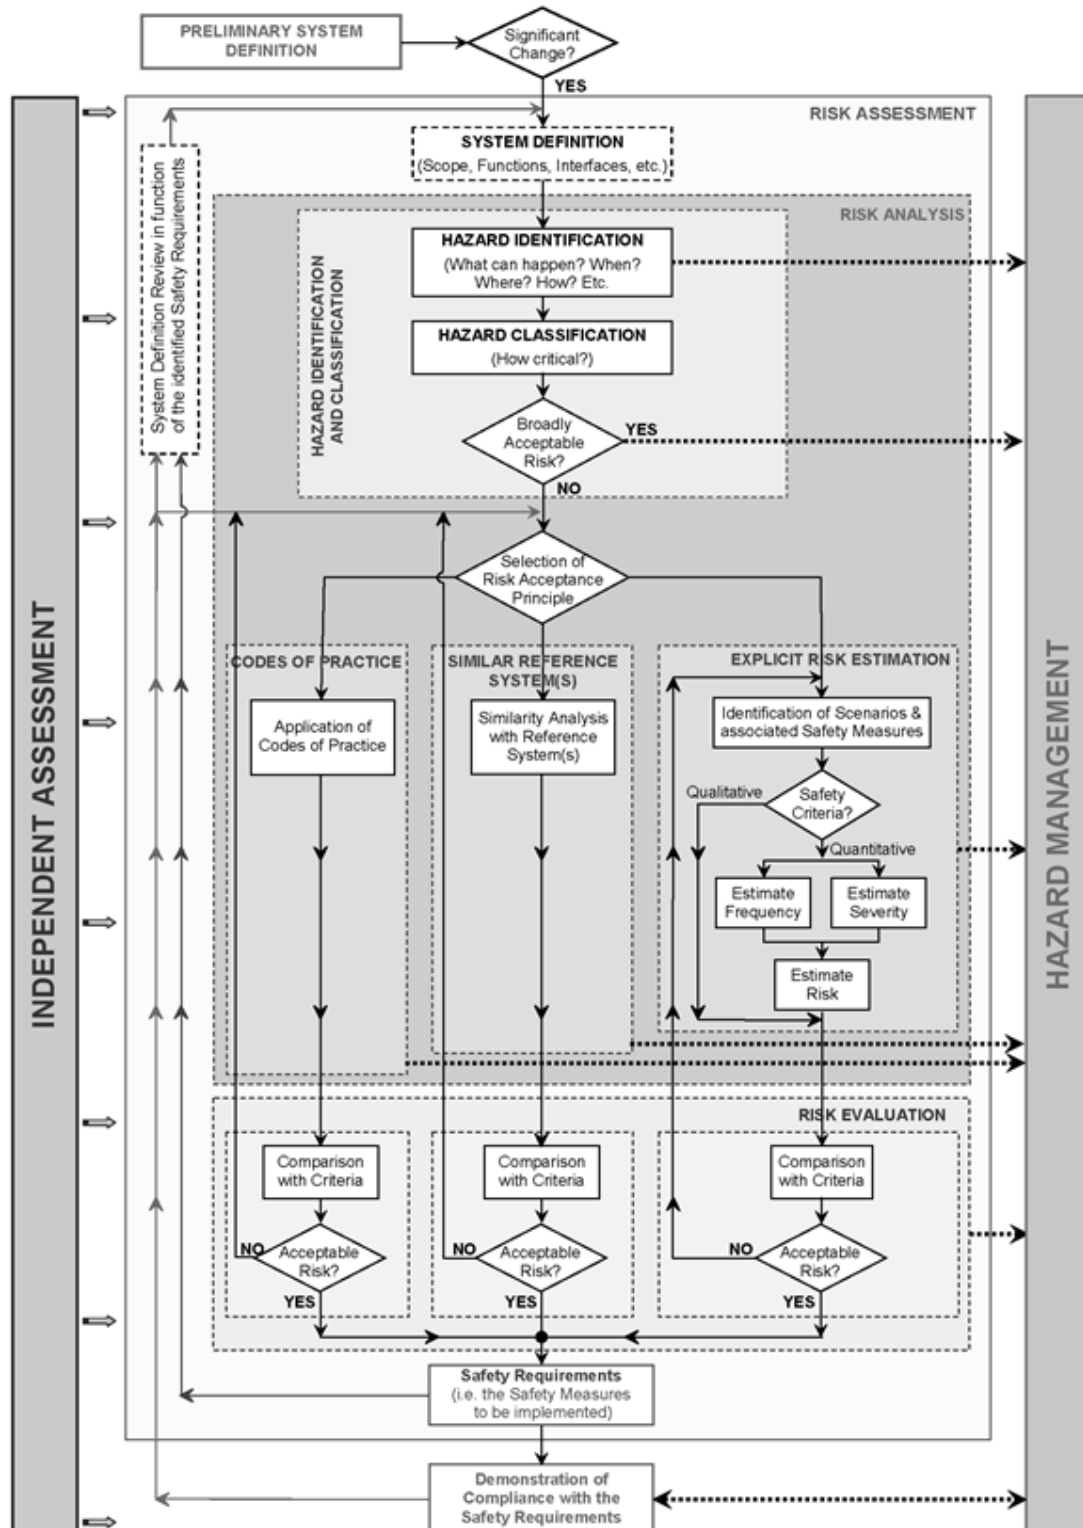 PRELIMINARY SYSTEM
DEFINITION
Significant
Change?
YES
RISK ASSESSMENT
SYSTEM DEFINITION
(Scope, Functions, Interfaces, etc.)
System Definition Review in function
of the identified Safety Requirements
RISK ANALYSIS
HAZARD IDENTIFICATION
AND CLASSIFICATION
HAZARD IDENTIFICATION
(What can happen? When?
Where? How? Etc.
HAZARD CLASSIFICATION
(How critical?)
Broadly
Acceptable
Risk?
YES
NO
Selection of
Risk Acceptance
Principle
INDEPENDENT ASSESSMENT
HAZARD MANAGEMENT
CODES OF PRACTICE
SIMILAR REFERENCE
SYSTEM(S)
EXPLICIT RISK ESTIMATION
Application of
Codes of Practice
Similarity Analysis
with Reference
System(s)
Identification of Scenarios &
associated Safety Measures
Qualitative
Safety
Criteria?
Quantitative
Estimate
Frequency
Estimate
Severity
Estimate
Risk
RISK EVALUATION
Comparison
with Criteria
Comparison
with Criteria
Comparison
with Criteria
NO
Acceptable
Risk?
NO
Acceptable
Risk?
NO
Acceptable
Risk?
YES
YES
YES
Safety Requirements
(i.e. the Safety Measures
to be implemented)
Demonstration of
Compliance with the
Safety Requirements